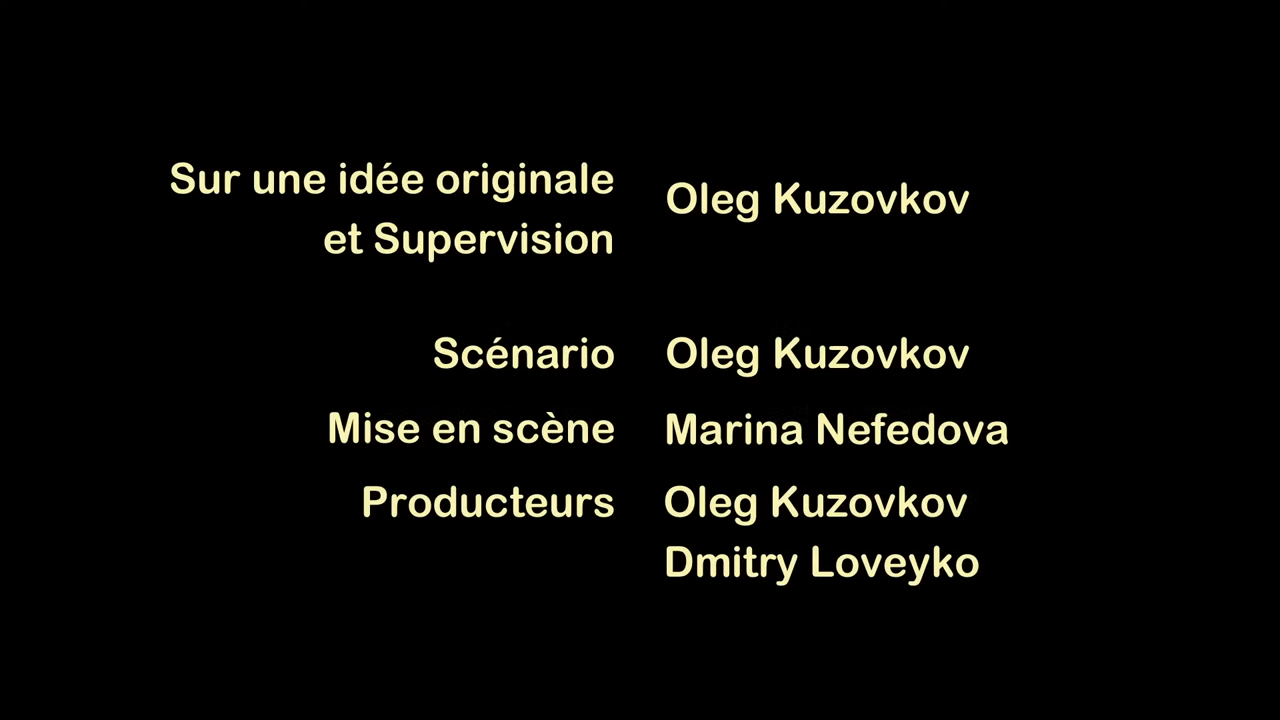 Sur une idée originale
et Supervision
Oleg Kuzovkov
Scénario Oleg Kuzovkov
Mise en scène Marina Nefedova
Producteurs Oleg Kuzovkov
Dmitry Loveyko